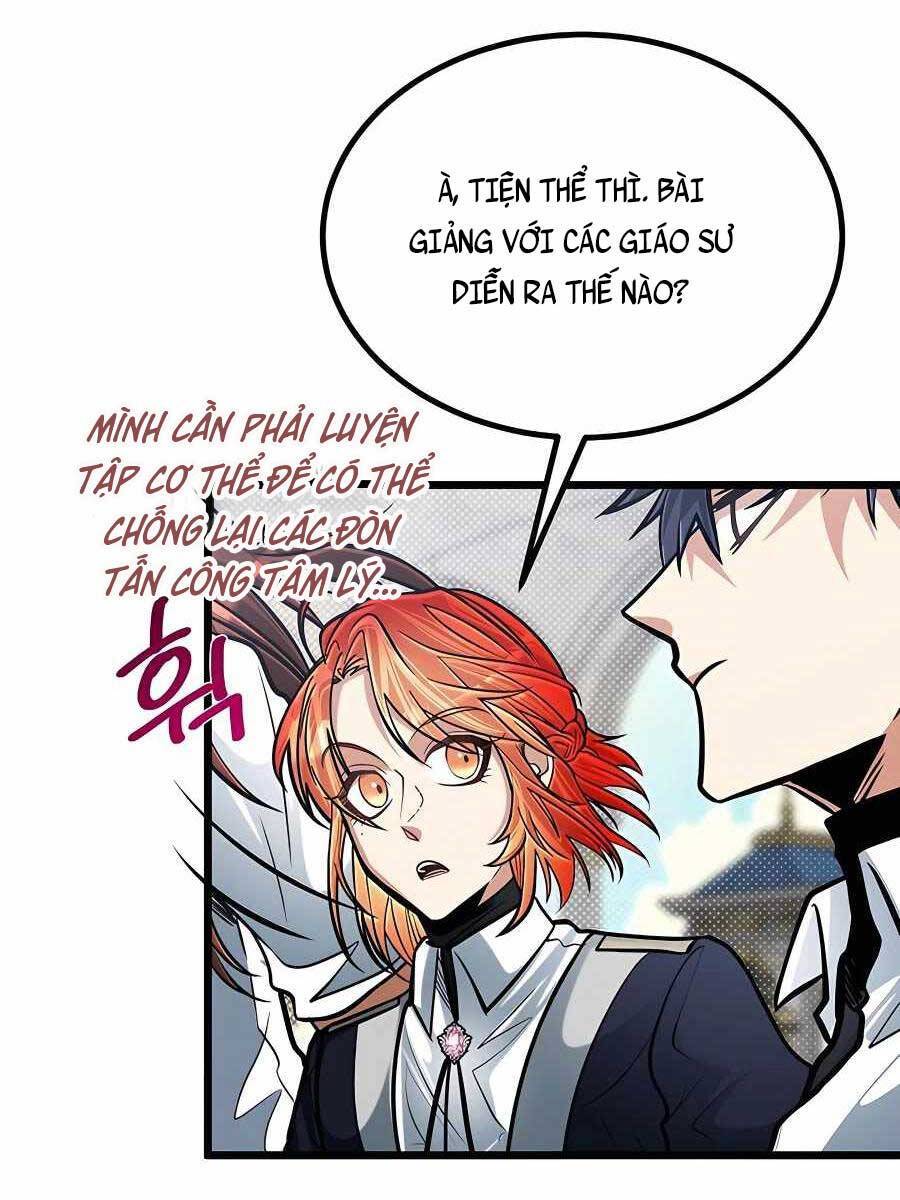 À, TIỆN THỂ THÌ. BÀI
GIẢNG VỚI CÁC GIÁO SƯ
DIỄN RA THẾ NÀO?
MÌNH CẦN PHẢI LUYỆN
TẬP CƠ THỂ ĐỂ CÓ THỂ
CHỐNG LẠI CÁC ĐÒN
TẤN CÔNG TÂM LÝ...
휙